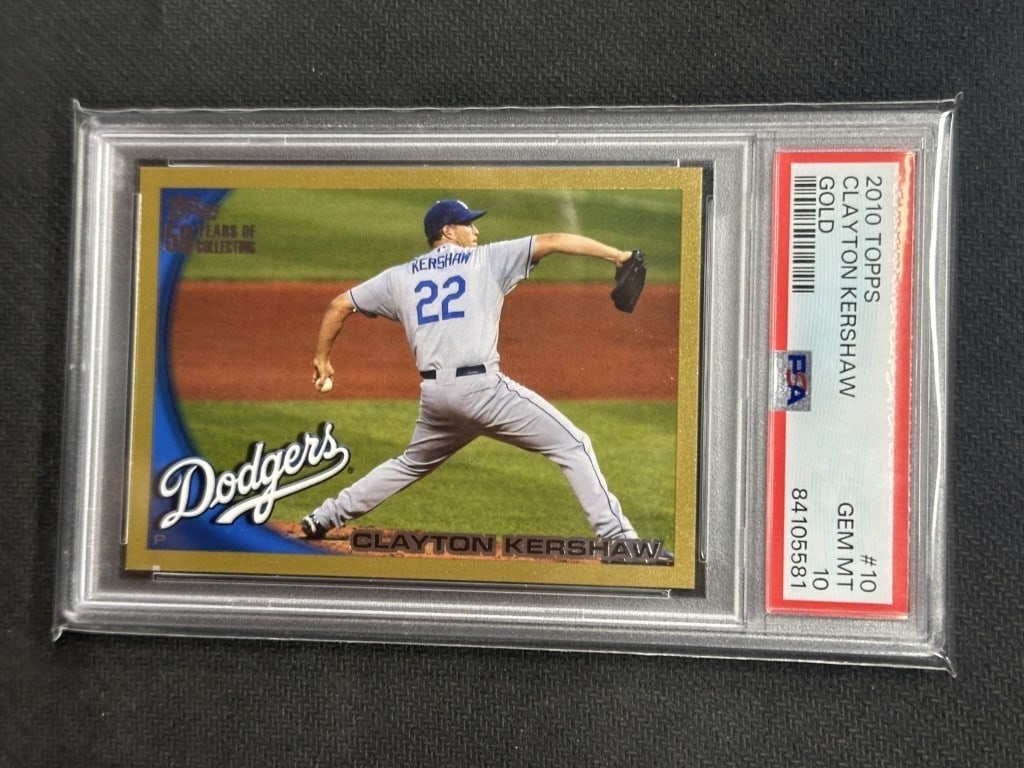 Topps
59 YEARS OF
COLLECTING
KERSHAW
22
Dodgers
P
CLAYTON KERSHAW
2010 TOPPS
CLAYTON KERSHAW
GOLD
PSA
#10
GEM MT
10
84105581